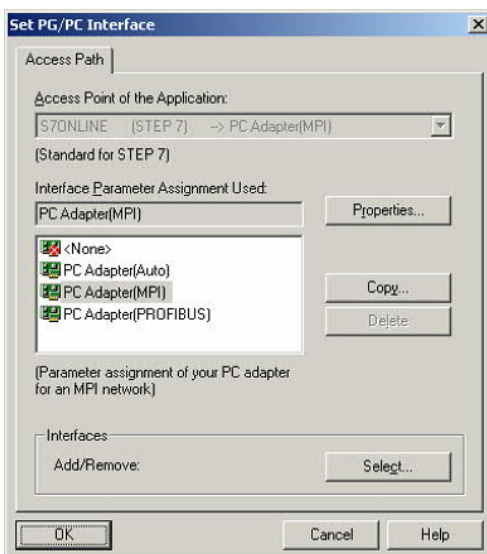 Set PG/PC Interface
Access Path
Access Point of the Application:
S7ONLINE (STEP 7) --> PC Adapter(MPI)
(Standard for STEP 7)
Interface Parameter Assignment Used:
PC Adapter(MPI)
Properties...
<None>
PC Adapter(Auto)
PC Adapter(MPI)
PC Adapter(PROFIBUS)
Copy...
Delete
(Parameter assignment of your PC adapter
for an MPI network)
Interfaces
Add/Remove:
Select...
OK
Cancel
Help